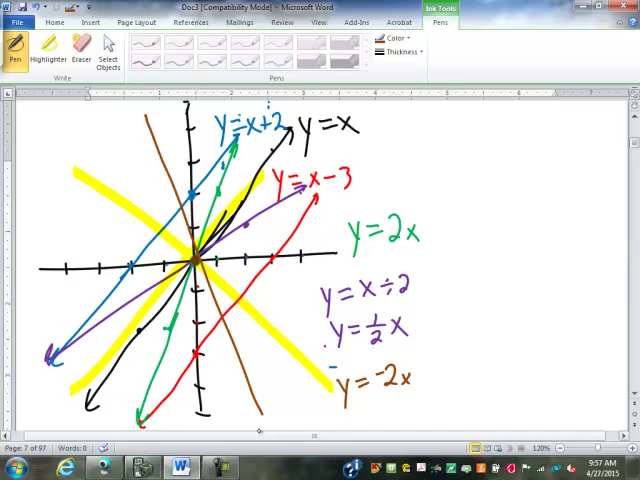 Doc3 [Compatibility Mode] - Microsoft Word
Ink Tools
File Home Insert Page Layout References Mailings Review View Add-Ins Acrobat Pens
Pen Highlighter Eraser Select Objects
Color
Thickness
Write Pens
y=x+2
y=x
y=x-3
y=2x
y=x÷2
y=1/2x
y=-2x
Page: 7 of 97 Words: 0 120%
9:57 AM
4/27/2015